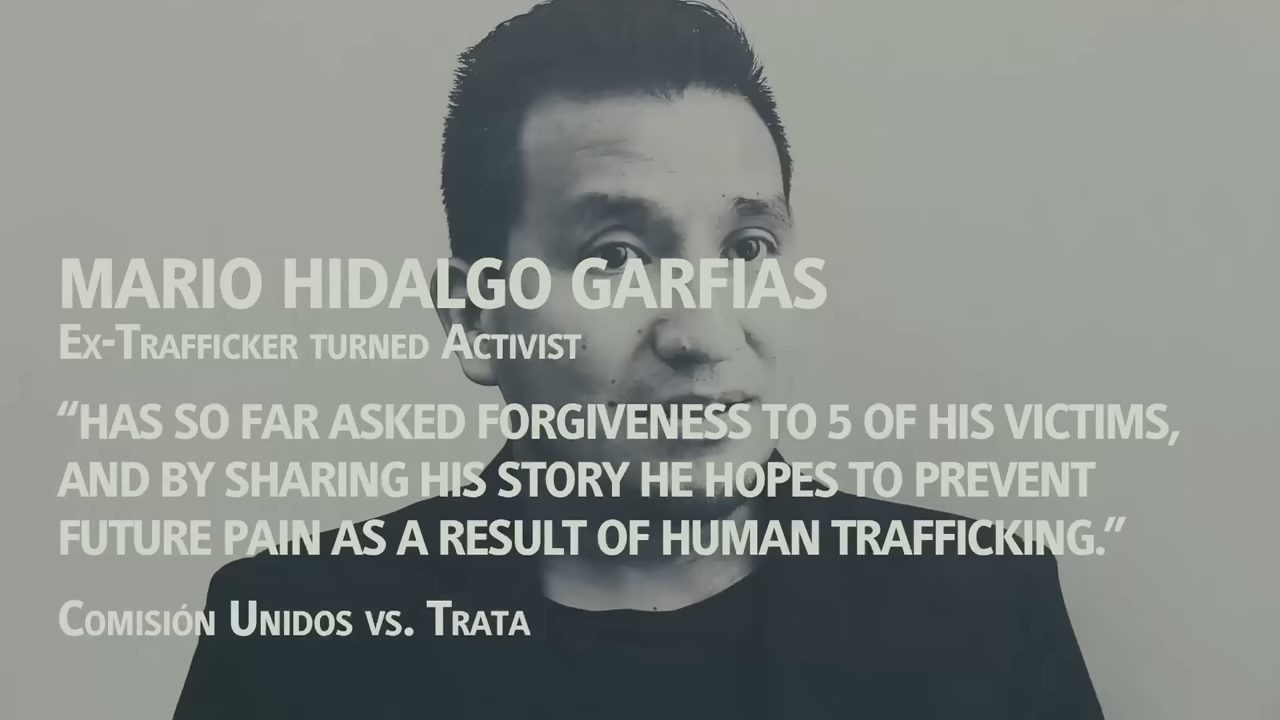 MARIO HIDALGO GARFIAS
EX-TRAFFICKER TURNED ACTIVIST
“HAS SO FAR ASKED FORGIVENESS TO 5 OF HIS VICTIMS,
AND BY SHARING HIS STORY HE HOPES TO PREVENT
FUTURE PAIN AS A RESULT OF HUMAN TRAFFICKING.”
COMISIÓN UNIDOS VS. TRATA